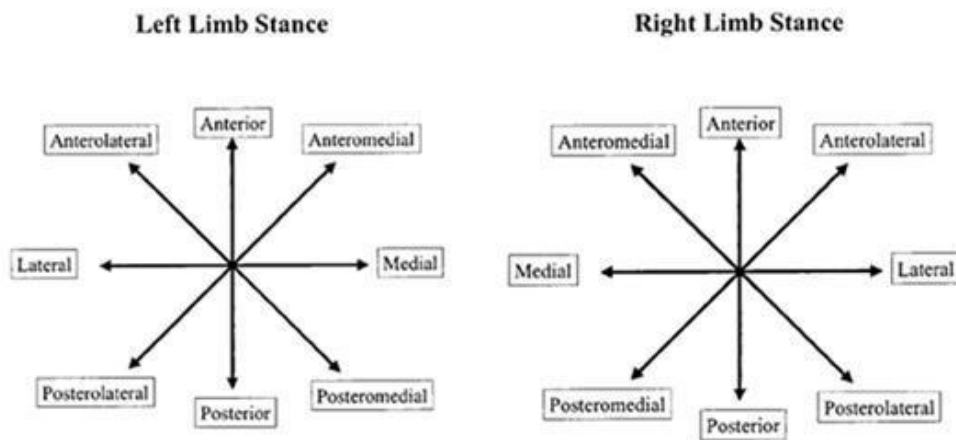 Left Limb Stance
Anterior
Anterolateral
Anteromedial
Lateral
Medial
Posterolateral
Posterior
Posteromedial
Right Limb Stance
Anterior
Anteromedial
Anterolateral
Medial
Lateral
Posteromedial
Posterior
Posterolateral